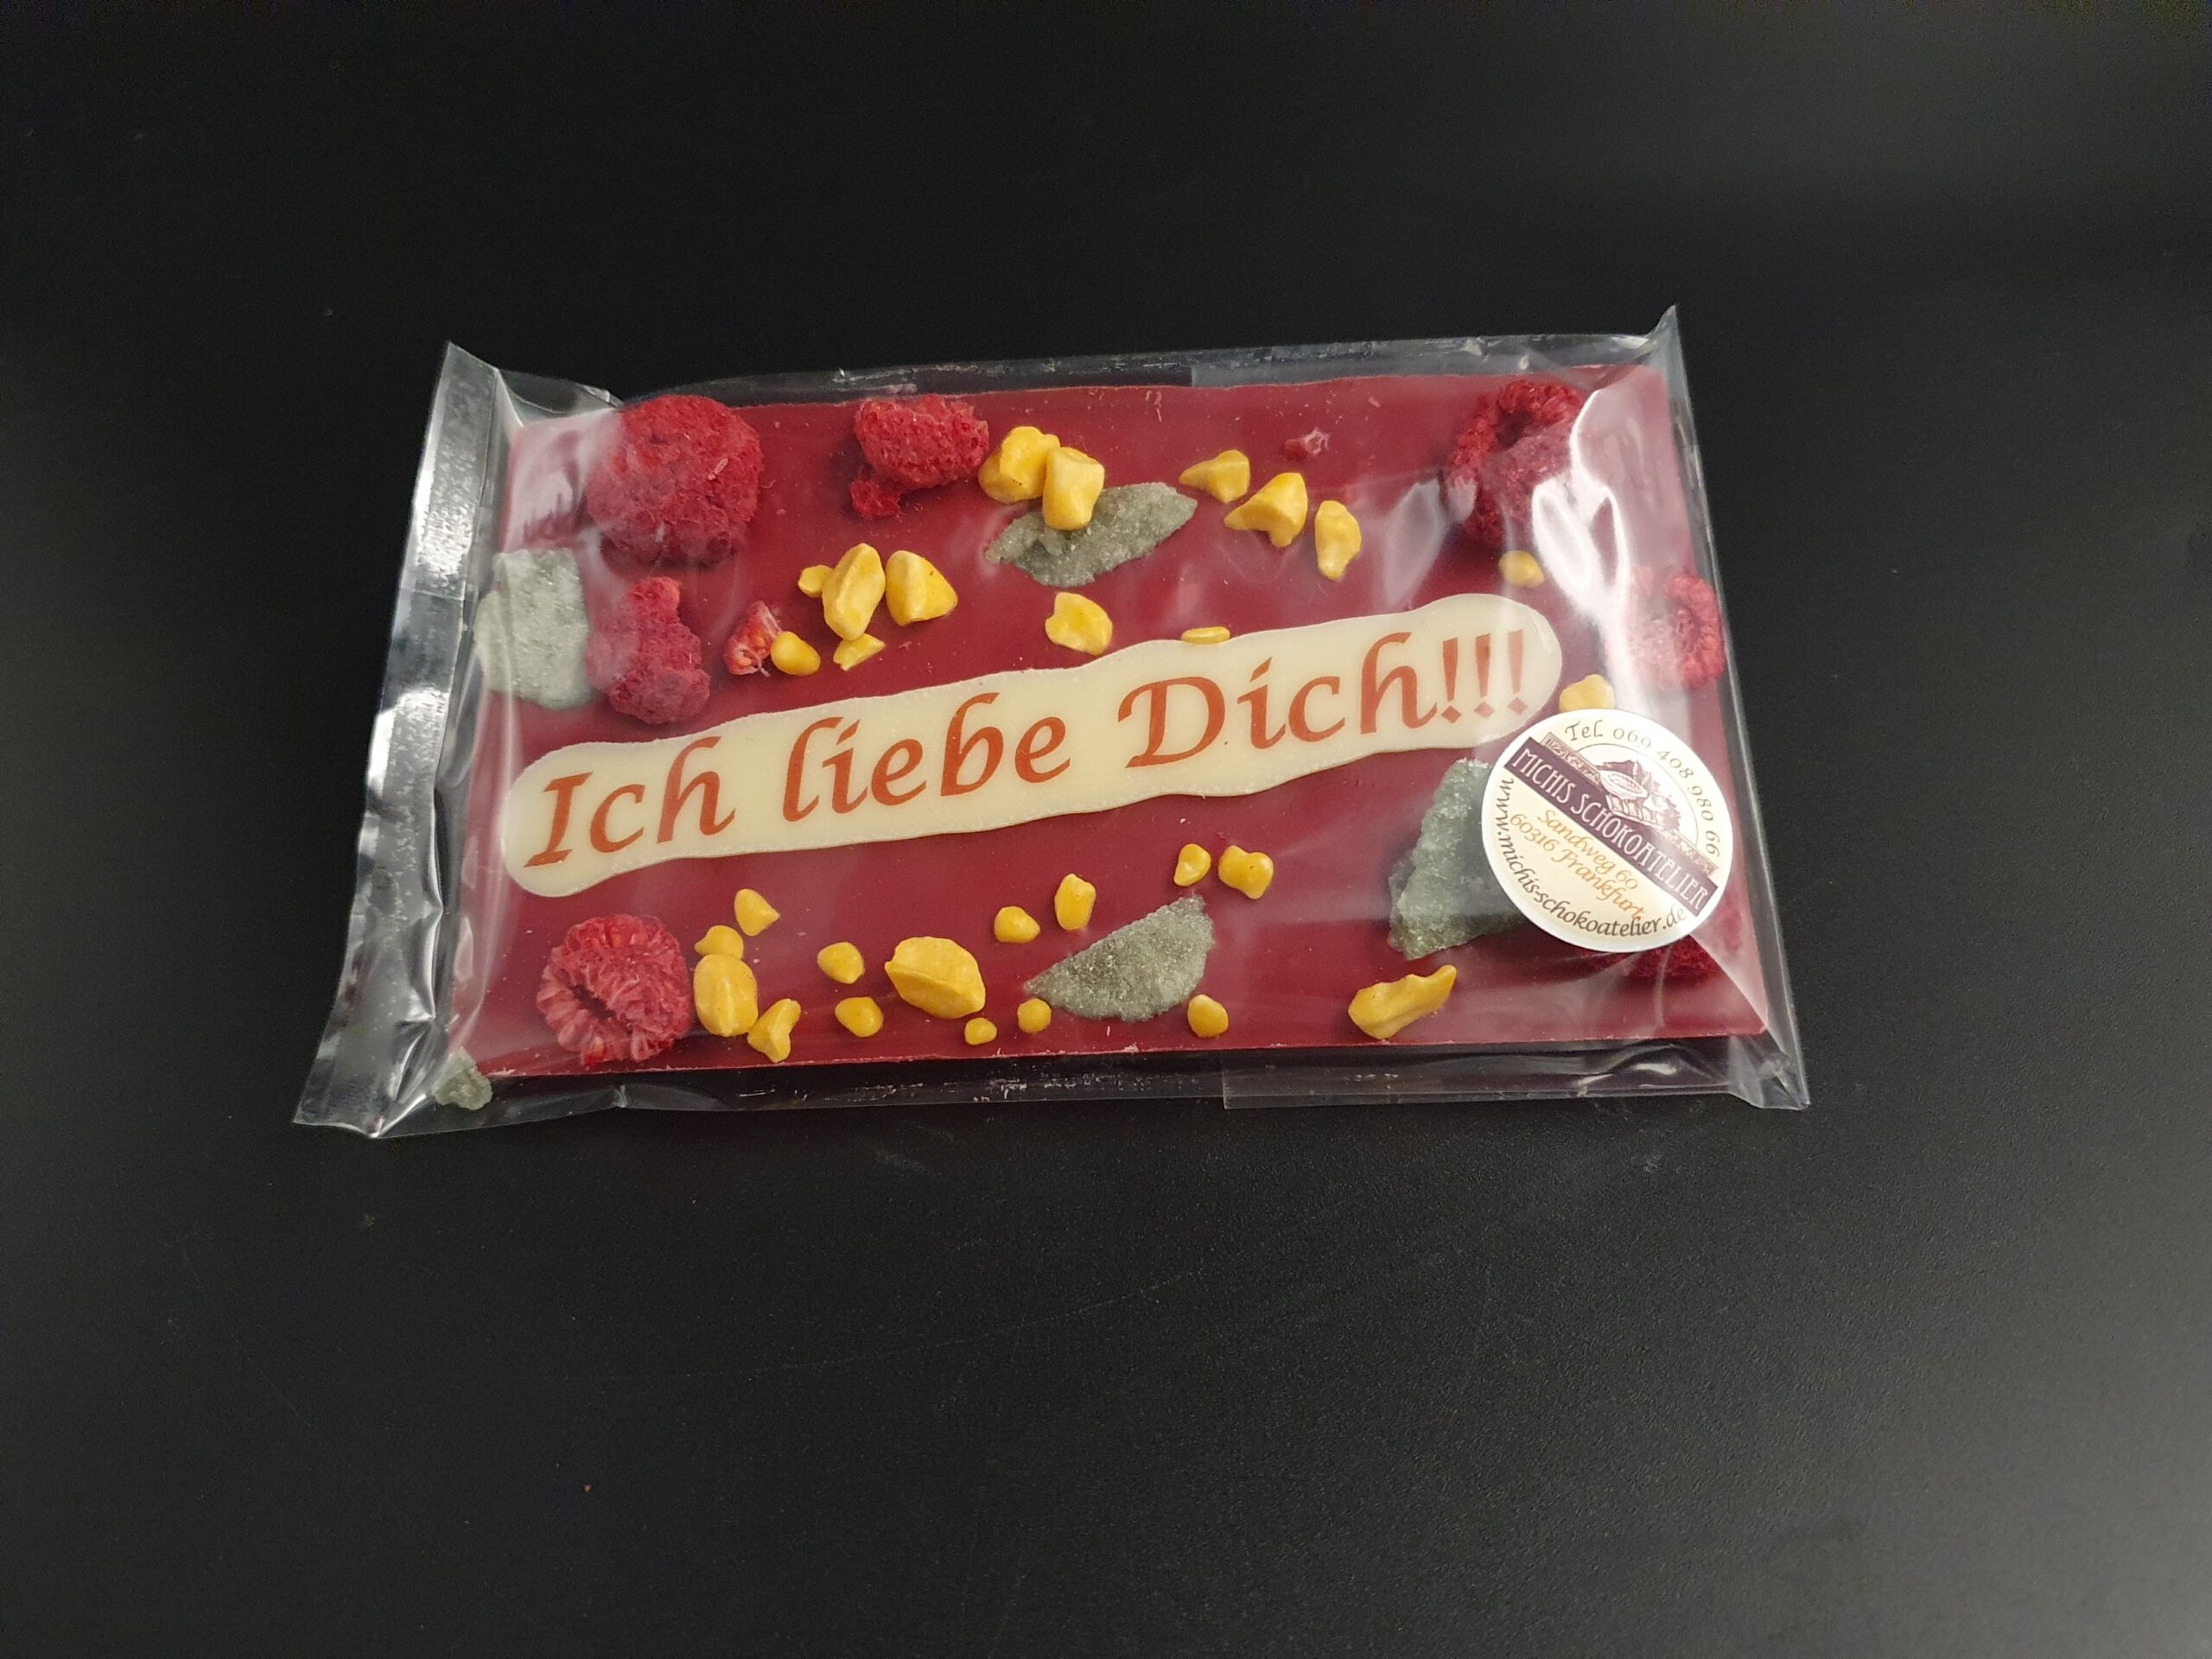 Ich liebe Dich!!!
Tel. 069 408 980 66
MICHIS SCHOKOATELIER
Sandweg 60
60316 Frankfurt
www.michis-schokoatelier.de